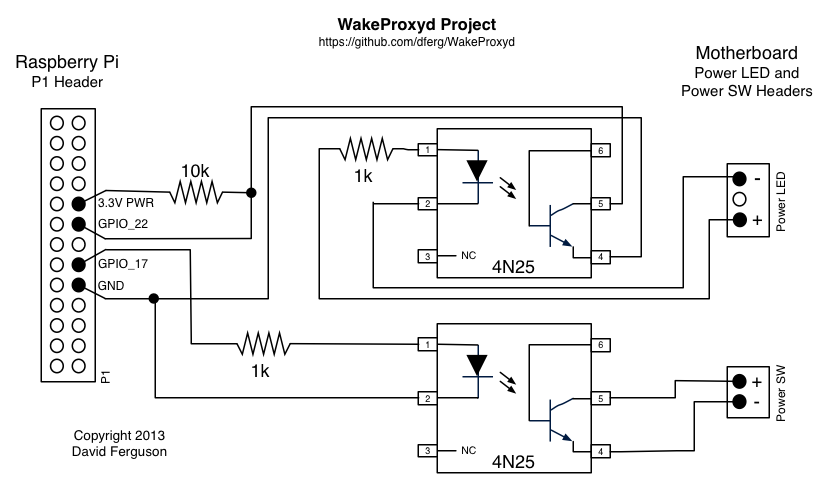 WakeProxyd Project
https://github.com/dferg/WakeProxyd
Raspberry Pi
P1 Header
Motherboard
Power LED and
Power SW Headers
10k
3.3V PWR
GPIO_22
GPIO_17
GND
P1
1k
1
2
3
NC
6
5
4
4N25
-
+
Power LED
1k
1
2
3
NC
6
5
4
4N25
+
-
Power SW
Copyright 2013
David Ferguson